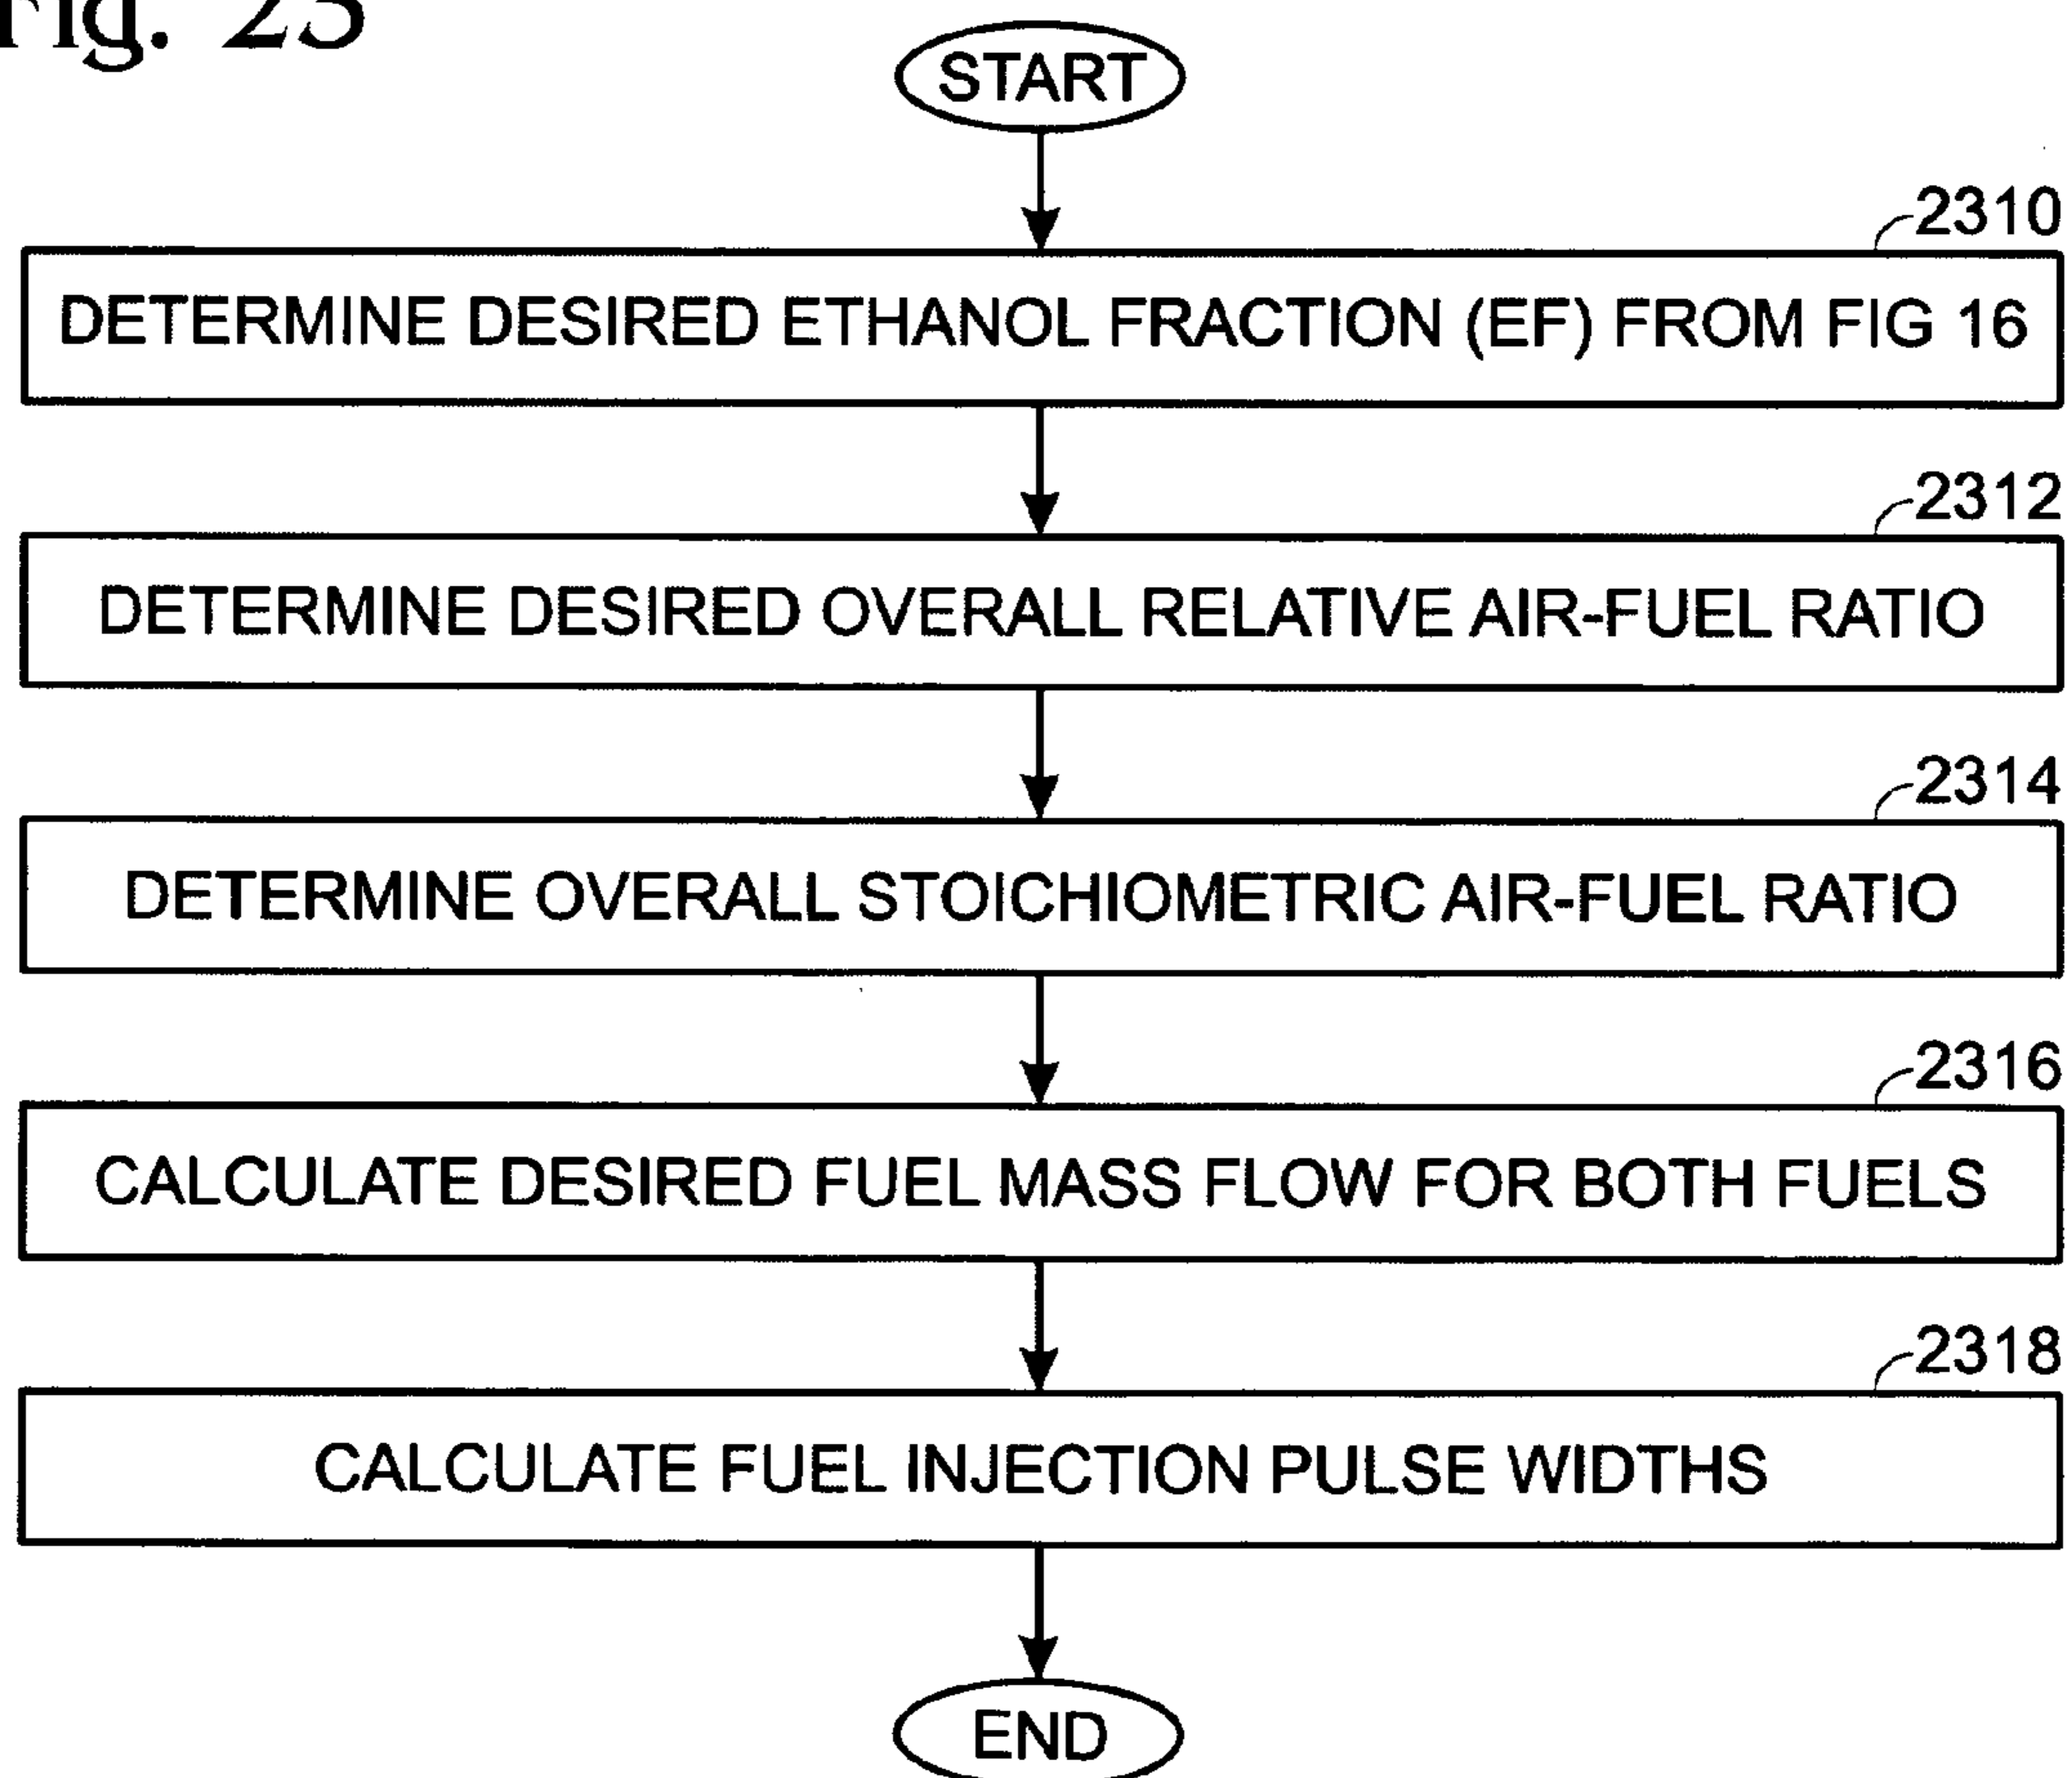 Fig. 23
START
2310
DETERMINE DESIRED ETHANOL FRACTION (EF) FROM FIG 16
2312
DETERMINE DESIRED OVERALL RELATIVE AIR-FUEL RATIO
2314
DETERMINE OVERALL STOICHIOMETRIC AIR-FUEL RATIO
2316
CALCULATE DESIRED FUEL MASS FLOW FOR BOTH FUELS
2318
CALCULATE FUEL INJECTION PULSE WIDTHS
END